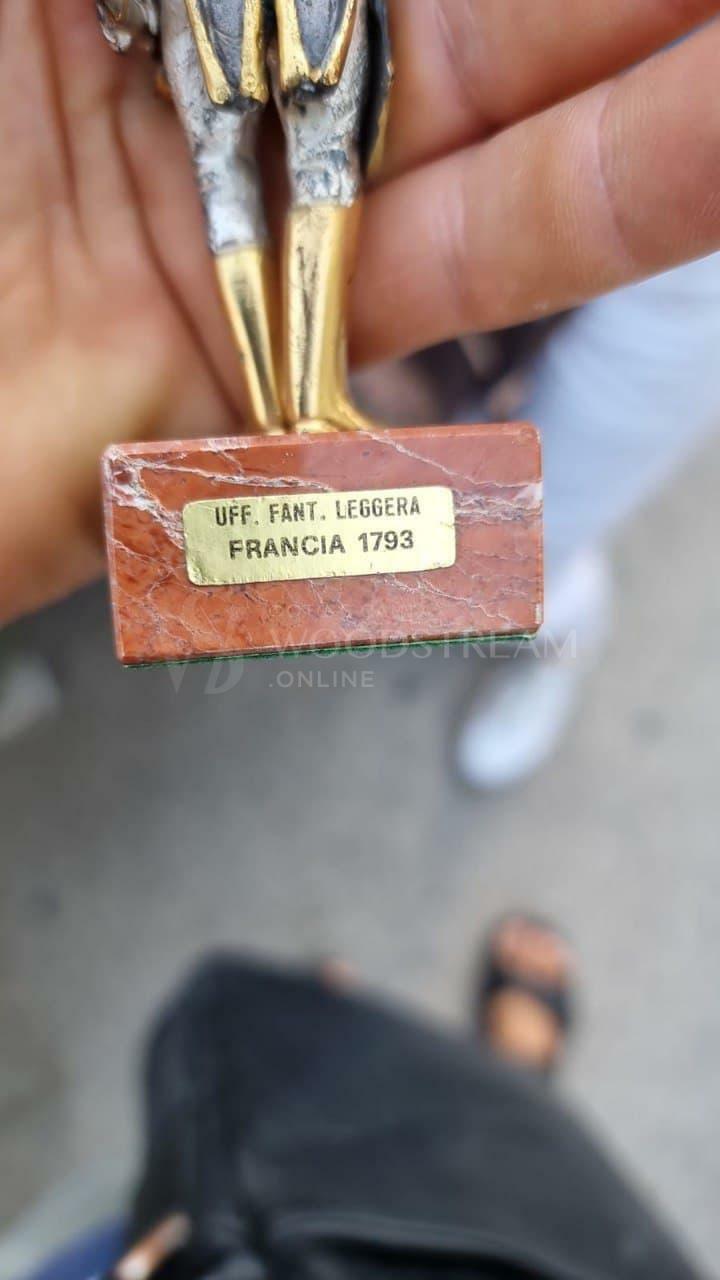 UFF. FANT. LEGGERA
FRANCIA 1793
WOODSTREAM
.ONLINE